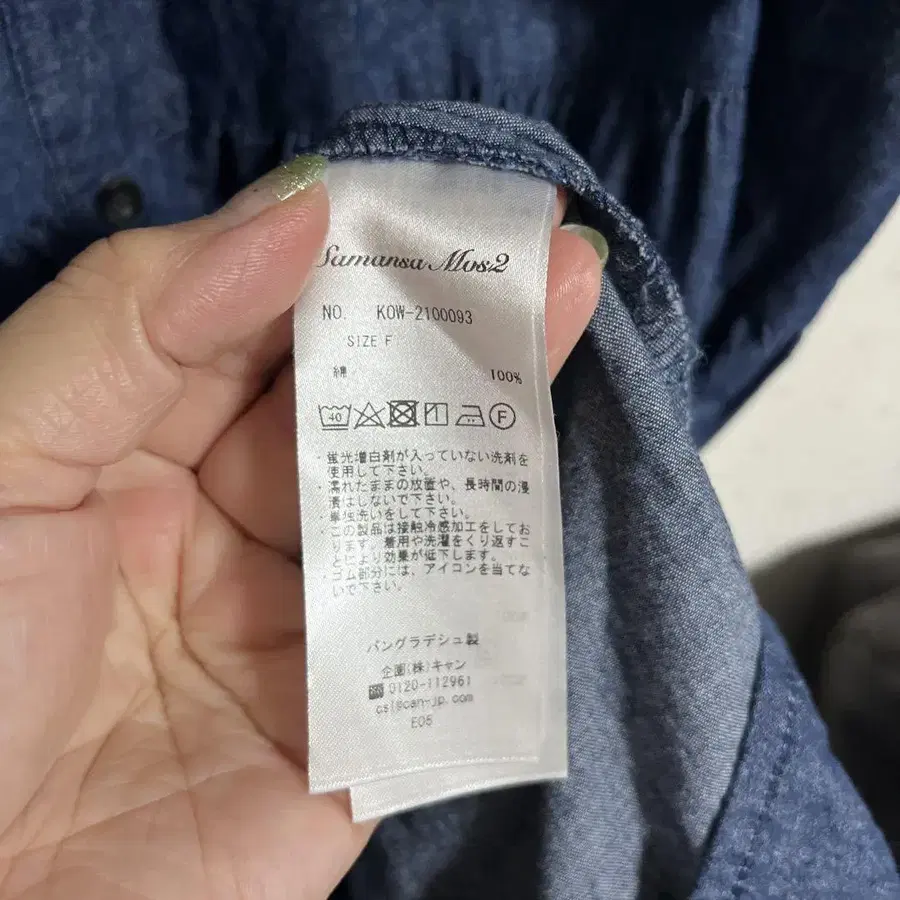 Samansa Mos2
NO. KOW-2100093
SIZE F
綿 100%
40 F
・蛍光増白剤が入っていない洗剤を
使用して下さい。
・濡れたままの放置や、長時間の浸
漬はしないで下さい。
・単独洗いをして下さい。
・この製品は接触冷感加工をしてお
ります 着用や洗濯をくり返すこ
とにより効果が低下します。
・ゴム部分には、アイロンを当てな
いで下さい。
バングラデシュ製
企画(株)キャン
0120-112961
cs@can-jp.com
E05